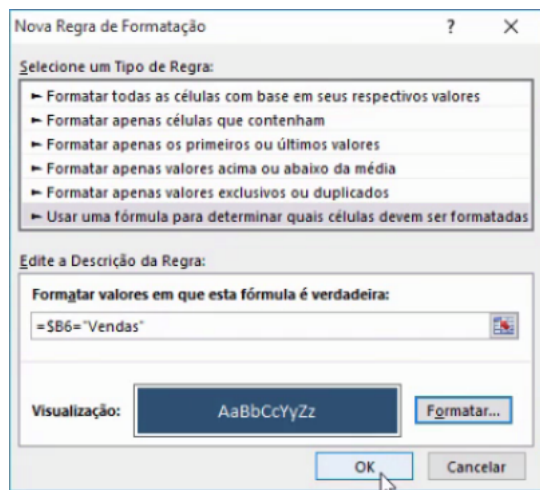 Nova Regra de Formatação ? ×
Selecione um Tipo de Regra:
► Formatar todas as células com base em seus respectivos valores
► Formatar apenas células que contenham
► Formatar apenas os primeiros ou últimos valores
► Formatar apenas valores acima ou abaixo da média
► Formatar apenas valores exclusivos ou duplicados
► Usar uma fórmula para determinar quais células devem ser formatadas
Edite a Descrição da Regra:
Formatar valores em que esta fórmula é verdadeira:
=$B6="Vendas"
Visualização: AaBbCcYyZz Formatar...
OK Cancelar